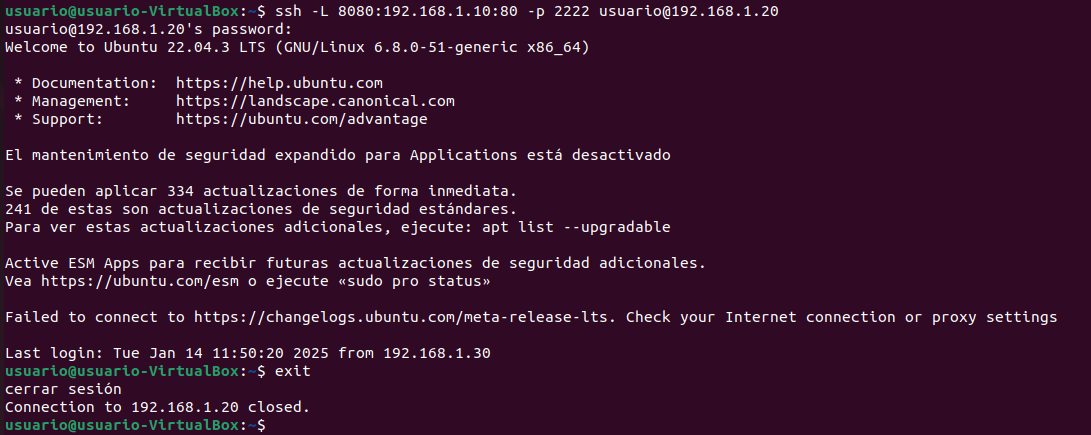 usuario@usuario-VirtualBox:~$ ssh -L 8080:192.168.1.10:80 -p 2222 usuario@192.168.1.20
usuario@192.168.1.20's password:
Welcome to Ubuntu 22.04.3 LTS (GNU/Linux 6.8.0-51-generic x86_64)
* Documentation:  https://help.ubuntu.com
* Management:     https://landscape.canonical.com
* Support:        https://ubuntu.com/advantage
El mantenimiento de seguridad expandido para Applications está desactivado
Se pueden aplicar 334 actualizaciones de forma inmediata.
241 de estas son actualizaciones de seguridad estándares.
Para ver estas actualizaciones adicionales, ejecute: apt list --upgradable
Active ESM Apps para recibir futuras actualizaciones de seguridad adicionales.
Vea https://ubuntu.com/esm o ejecute «sudo pro status»
Failed to connect to https://changelogs.ubuntu.com/meta-release-lts. Check your Internet connection or proxy settings
Last login: Tue Jan 14 11:50:20 2025 from 192.168.1.30
usuario@usuario-VirtualBox:~$ exit
cerrar sesión
Connection to 192.168.1.20 closed.
usuario@usuario-VirtualBox:~$